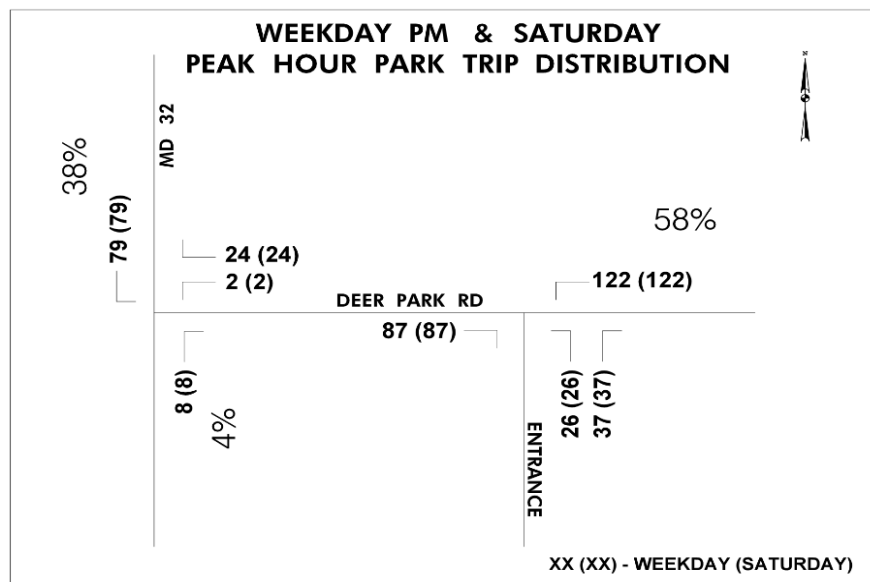 WEEKDAY PM & SATURDAY
PEAK HOUR PARK TRIP DISTRIBUTION
N
MD 32
38%
79 (79)
58%
24 (24)
2 (2)
122 (122)
DEER PARK RD
87 (87)
8 (8)
4%
26 (26)
37 (37)
ENTRANCE
XX (XX) - WEEKDAY (SATURDAY)